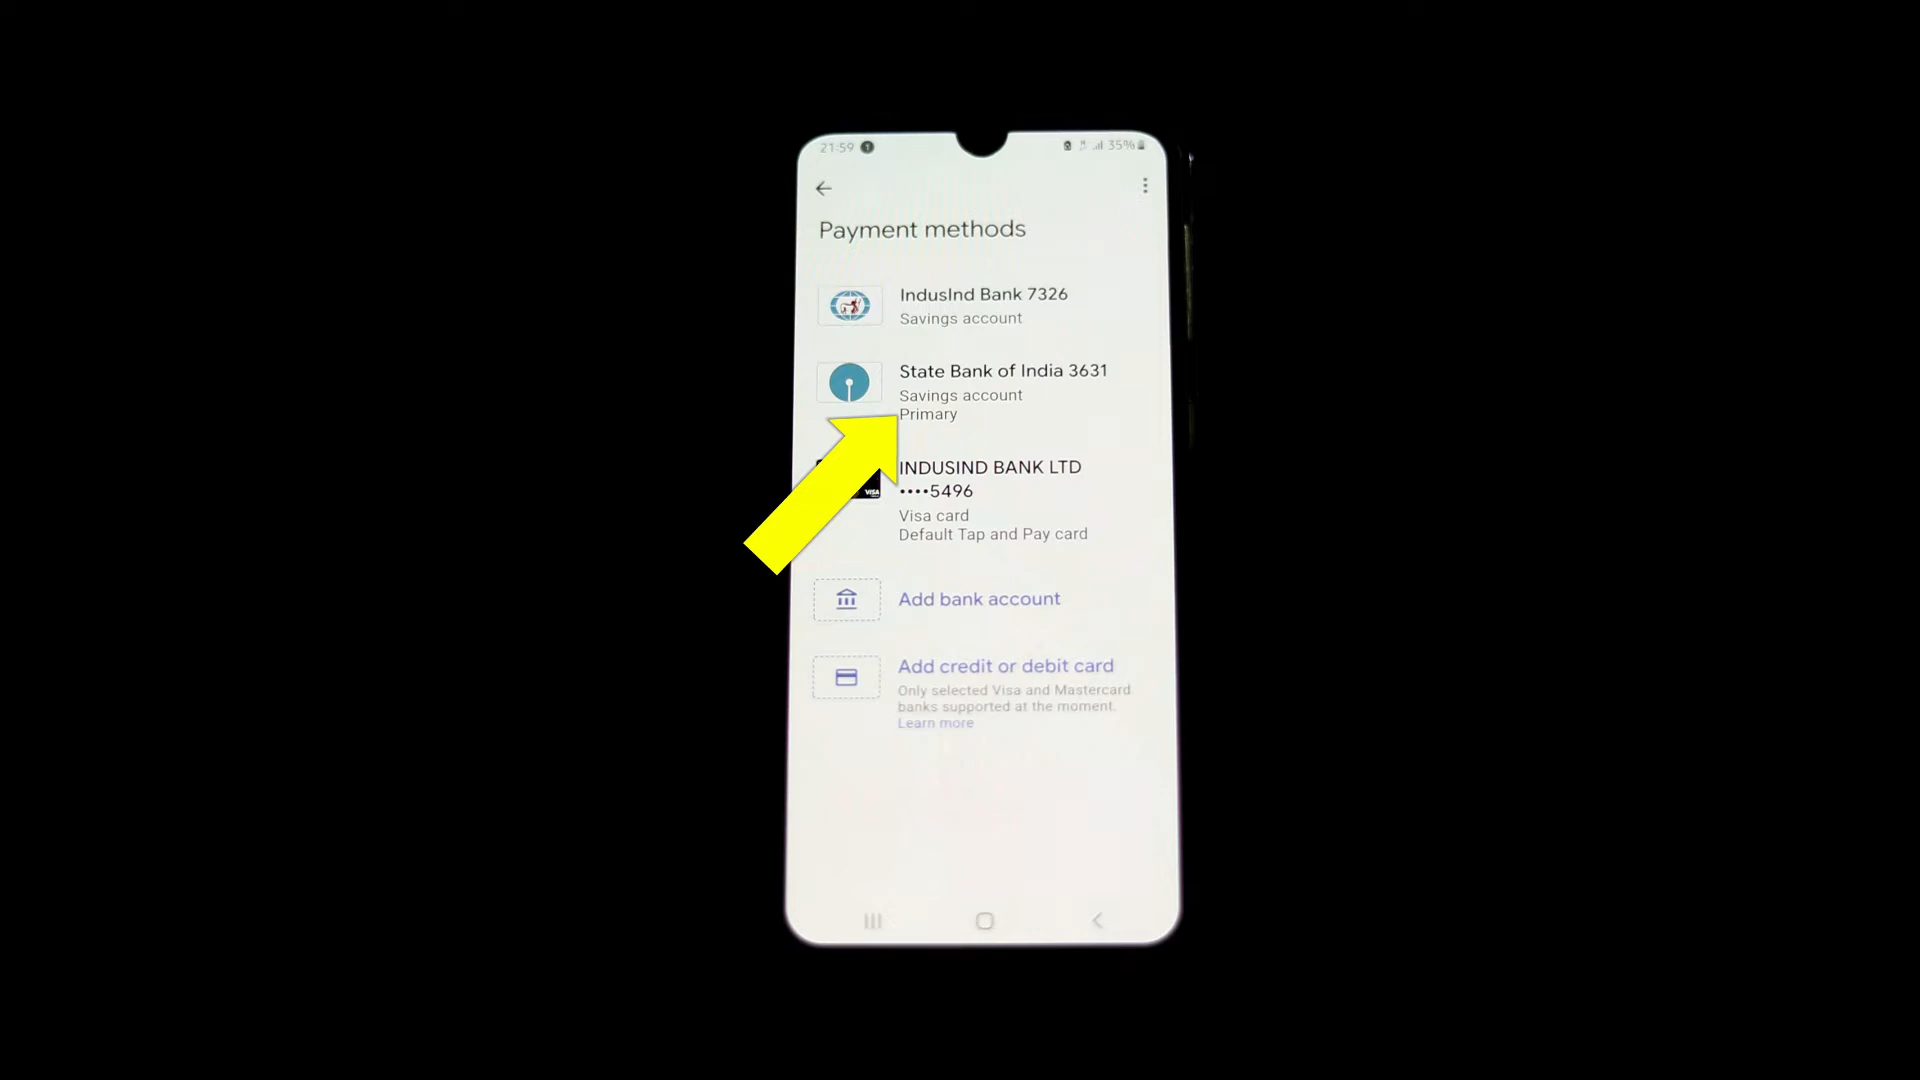 21:59
35%
Payment methods
IndusInd Bank 7326
Savings account
State Bank of India 3631
Savings account
Primary
INDUSIND BANK LTD
••••5496
VISA
Visa card
Default Tap and Pay card
Add bank account
Add credit or debit card
Only selected Visa and Mastercard
banks supported at the moment.
Learn more